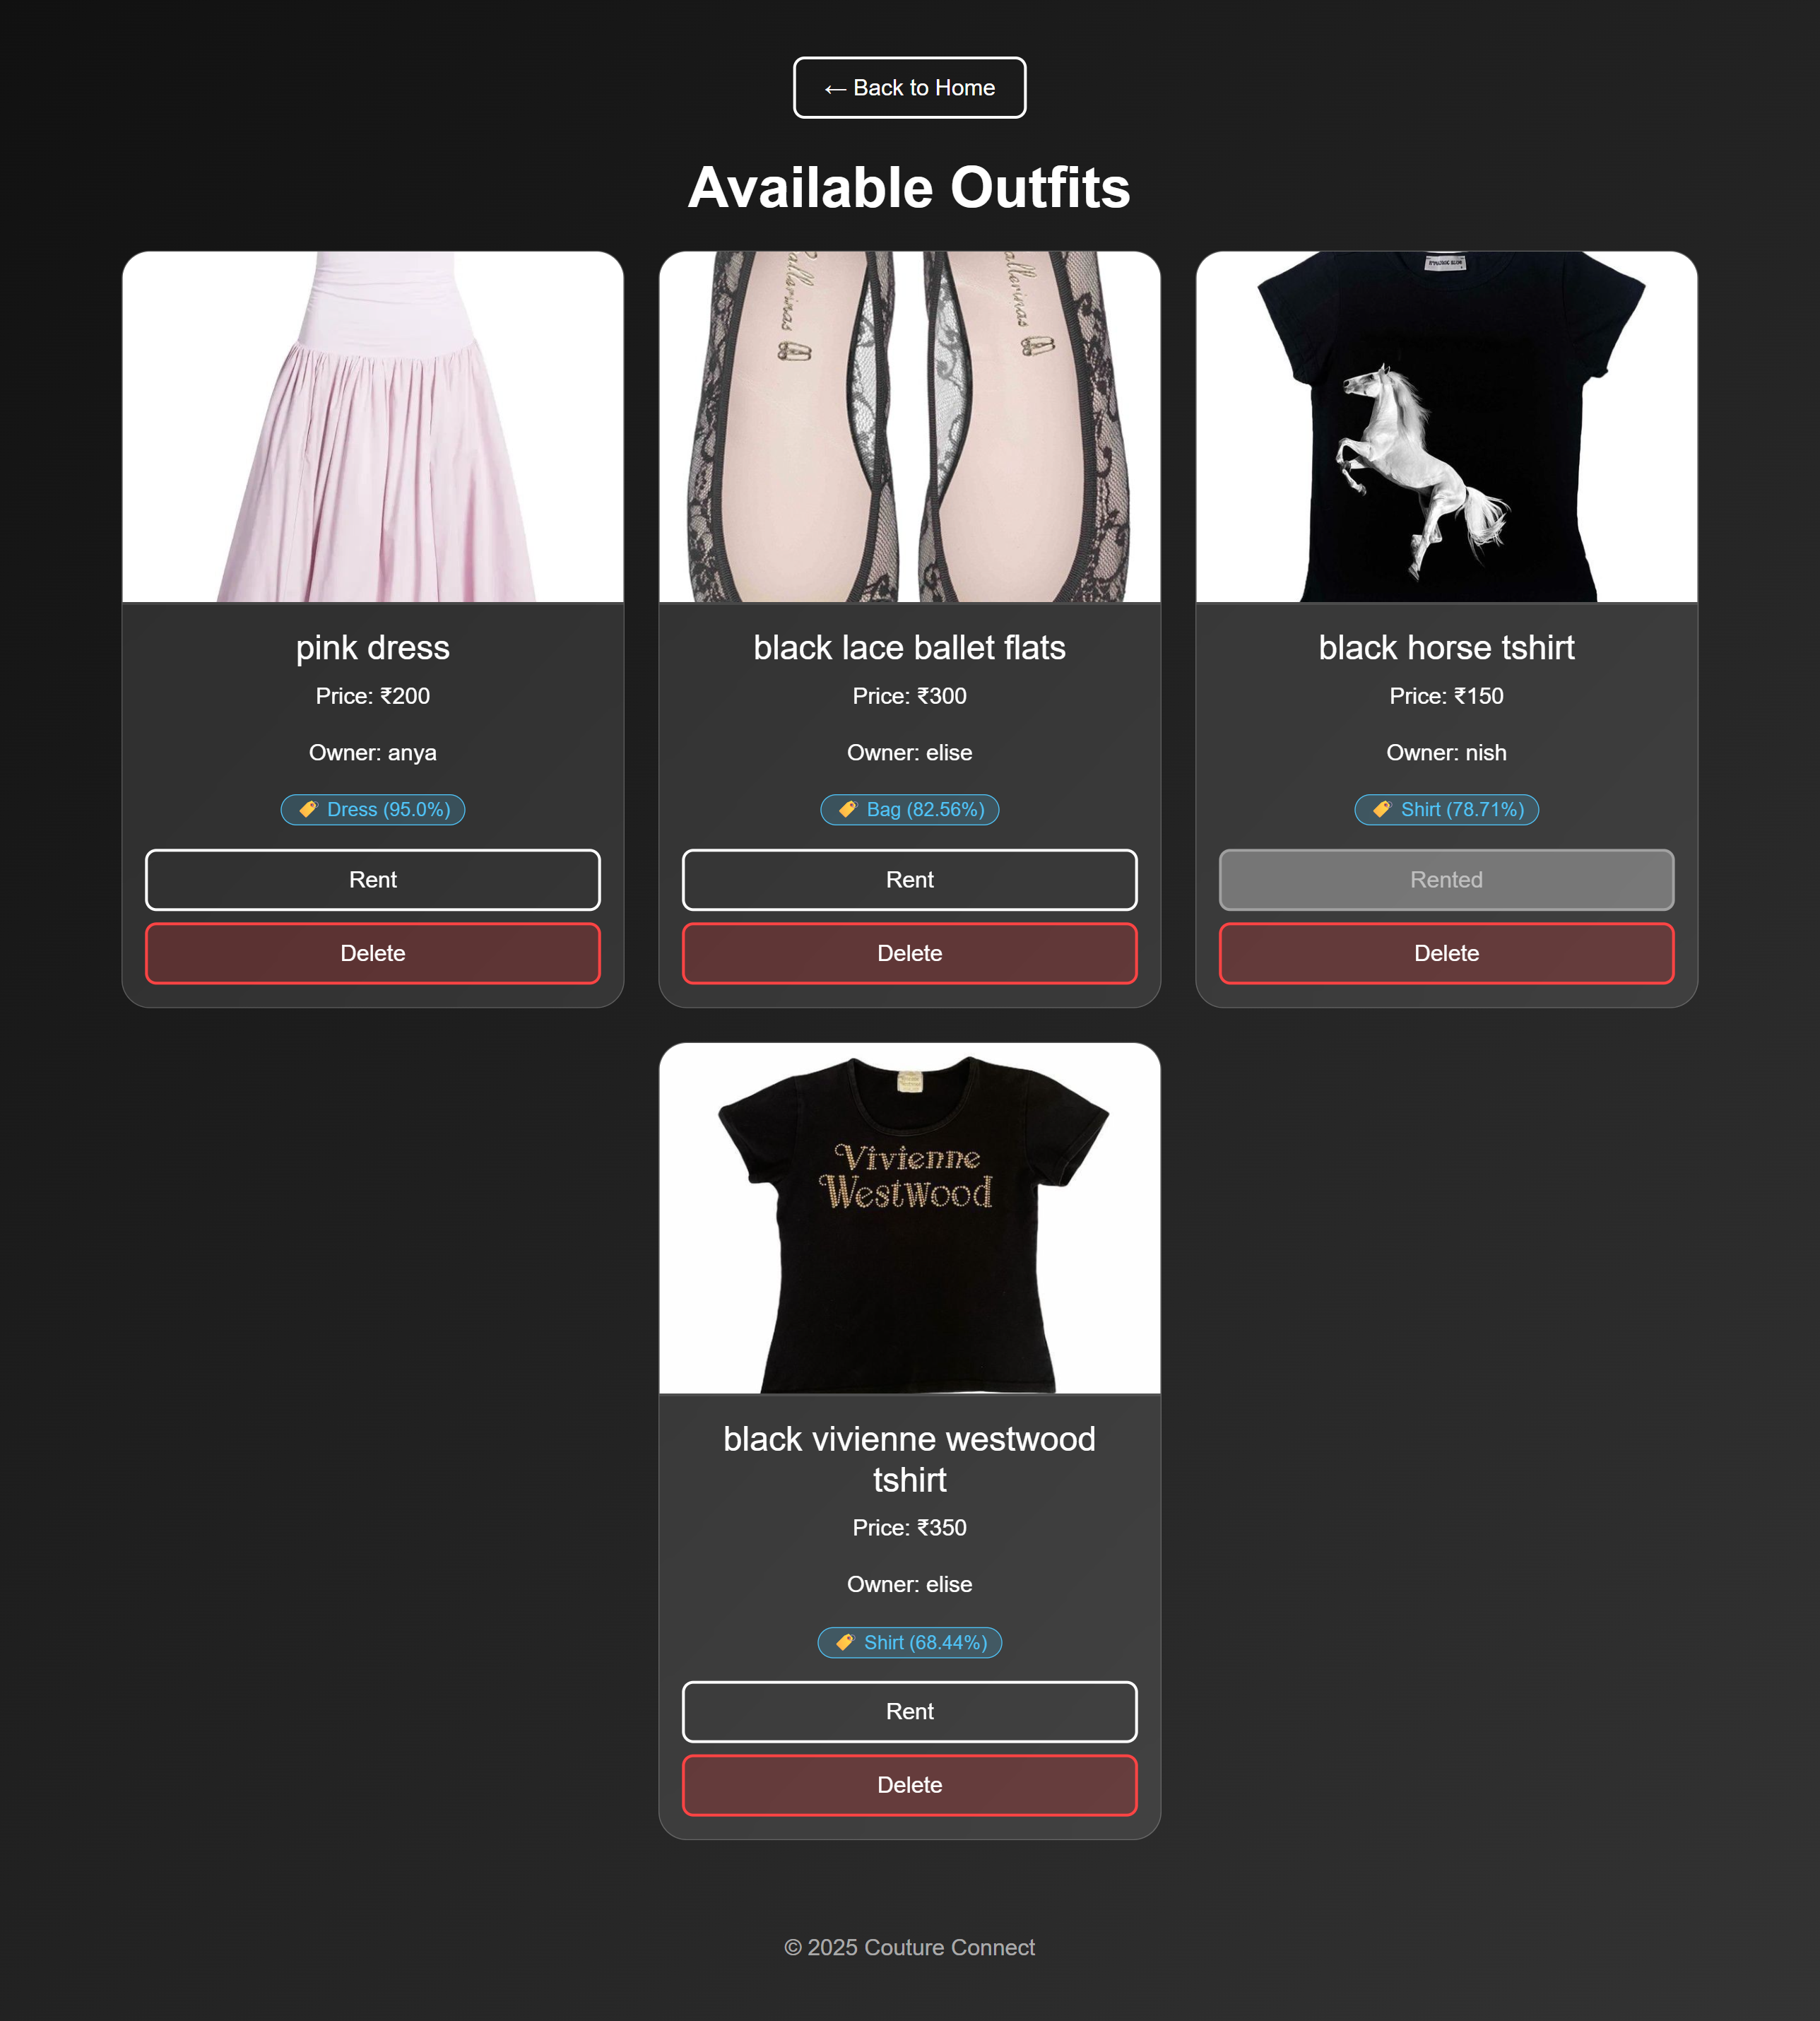 ← Back to Home
Available Outfits
allerinas
allerinas
pink dress
Price: ₹200
Owner: anya
Dress (95.0%)
Rent
Delete
black lace ballet flats
Price: ₹300
Owner: elise
Bag (82.56%)
Rent
Delete
black horse tshirt
Price: ₹150
Owner: nish
Shirt (78.71%)
Rented
Delete
Vivienne
Westwood
black vivienne westwood
tshirt
Price: ₹350
Owner: elise
Shirt (68.44%)
Rent
Delete
© 2025 Couture Connect